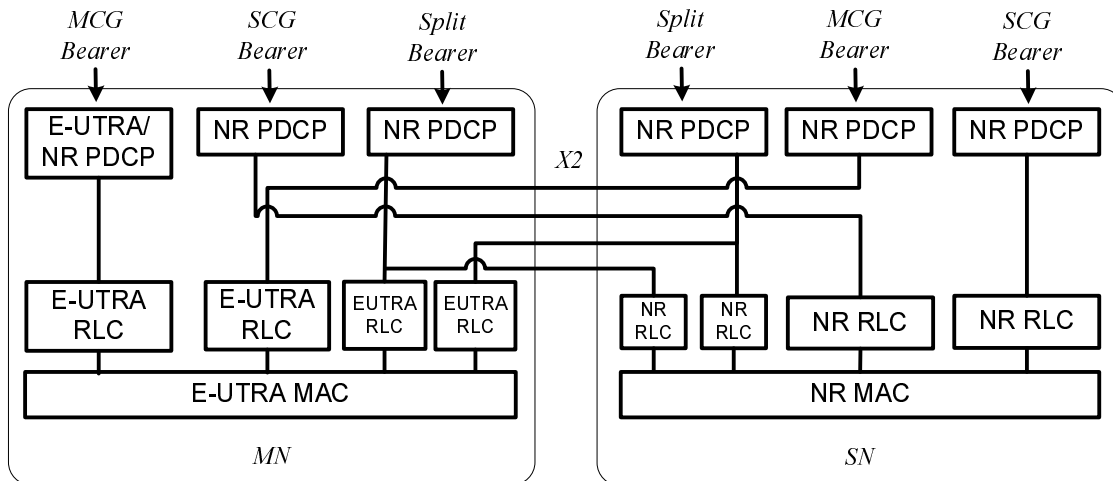 MCG
Bearer
SCG
Bearer
Split
Bearer
Split
Bearer
MCG
Bearer
SCG
Bearer
E-UTRA/
NR PDCP
NR PDCP
NR PDCP
X2
NR PDCP
NR PDCP
NR PDCP
E-UTRA
RLC
E-UTRA
RLC
EUTRA
RLC
EUTRA
RLC
NR
RLC
NR
RLC
NR RLC
NR RLC
E-UTRA MAC
NR MAC
MN
SN